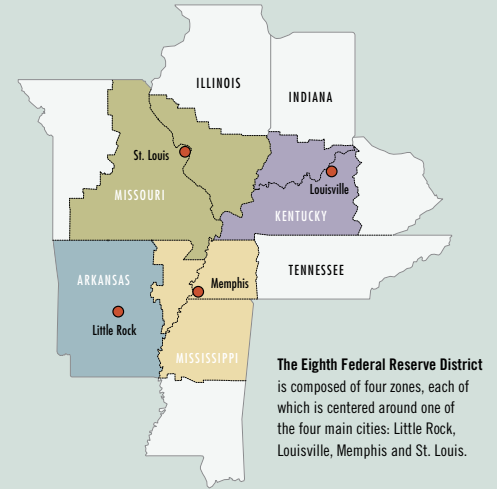 ILLINOIS
INDIANA
St. Louis
MISSOURI
Louisville
KENTUCKY
TENNESSEE
ARKANSAS
Memphis
Little Rock
MISSISSIPPI
The Eighth Federal Reserve District
is composed of four zones, each of
which is centered around one of
the four main cities: Little Rock,
Louisville, Memphis and St. Louis.